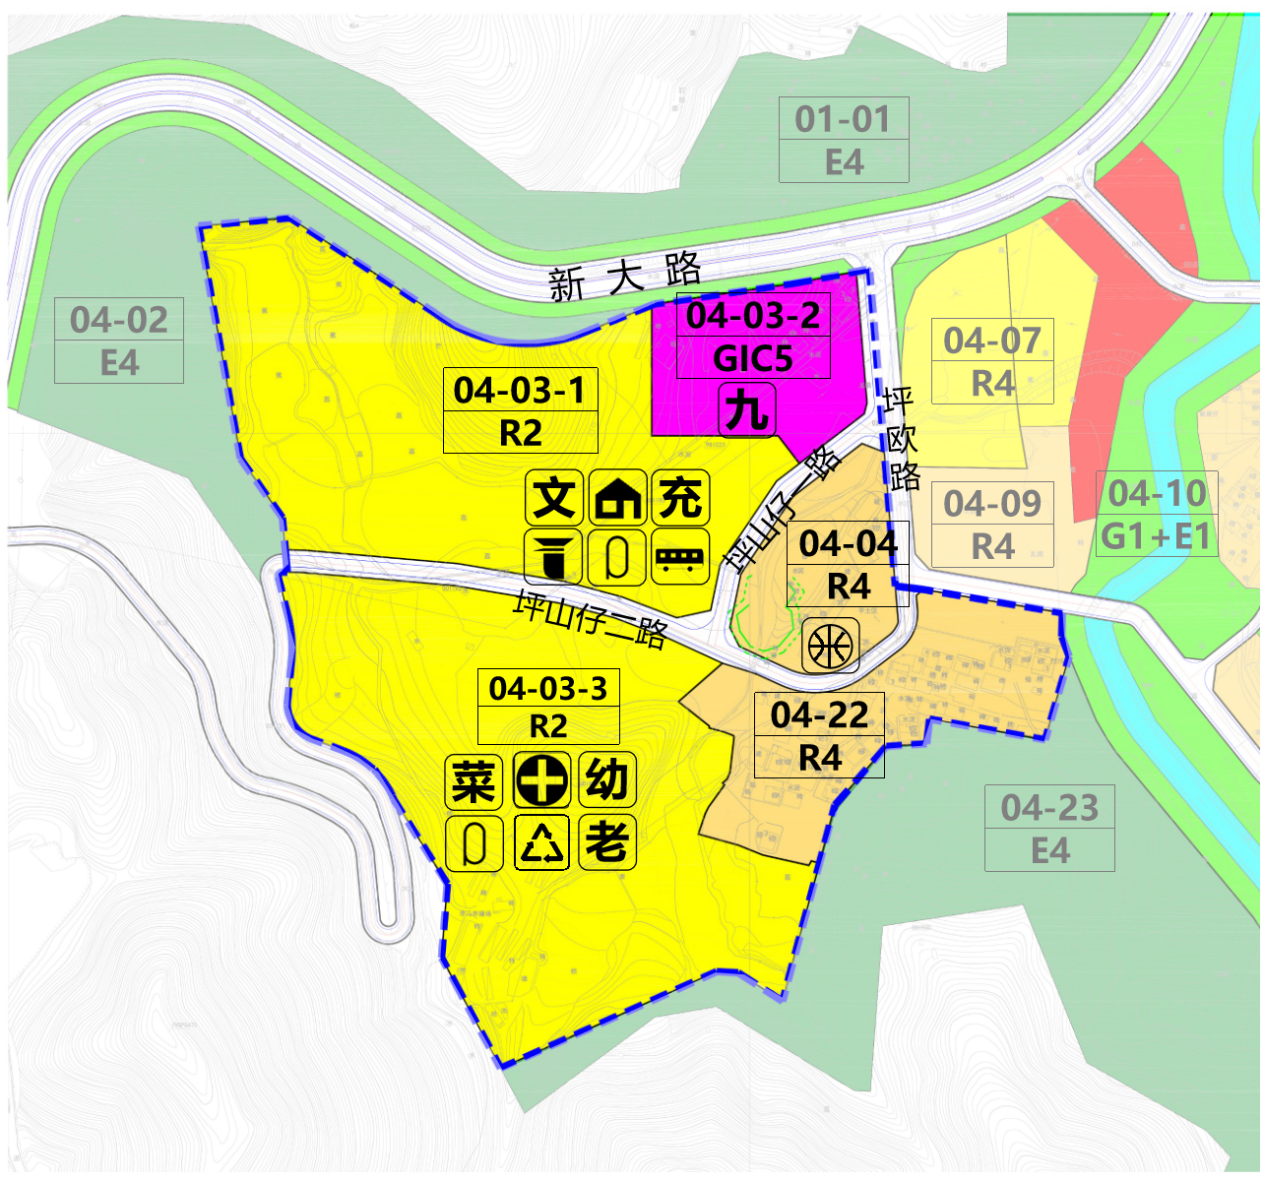 01-01
E4
新大路
04-02
E4
04-03-2
GIC5
九
04-07
R4
04-03-1
R2
坪欧路
文
充
坪山仔一路
04-09
R4
04-10
G1+E1
04-04
R4
坪山仔二路
04-03-3
R2
04-22
R4
菜
幼
老
04-23
E4